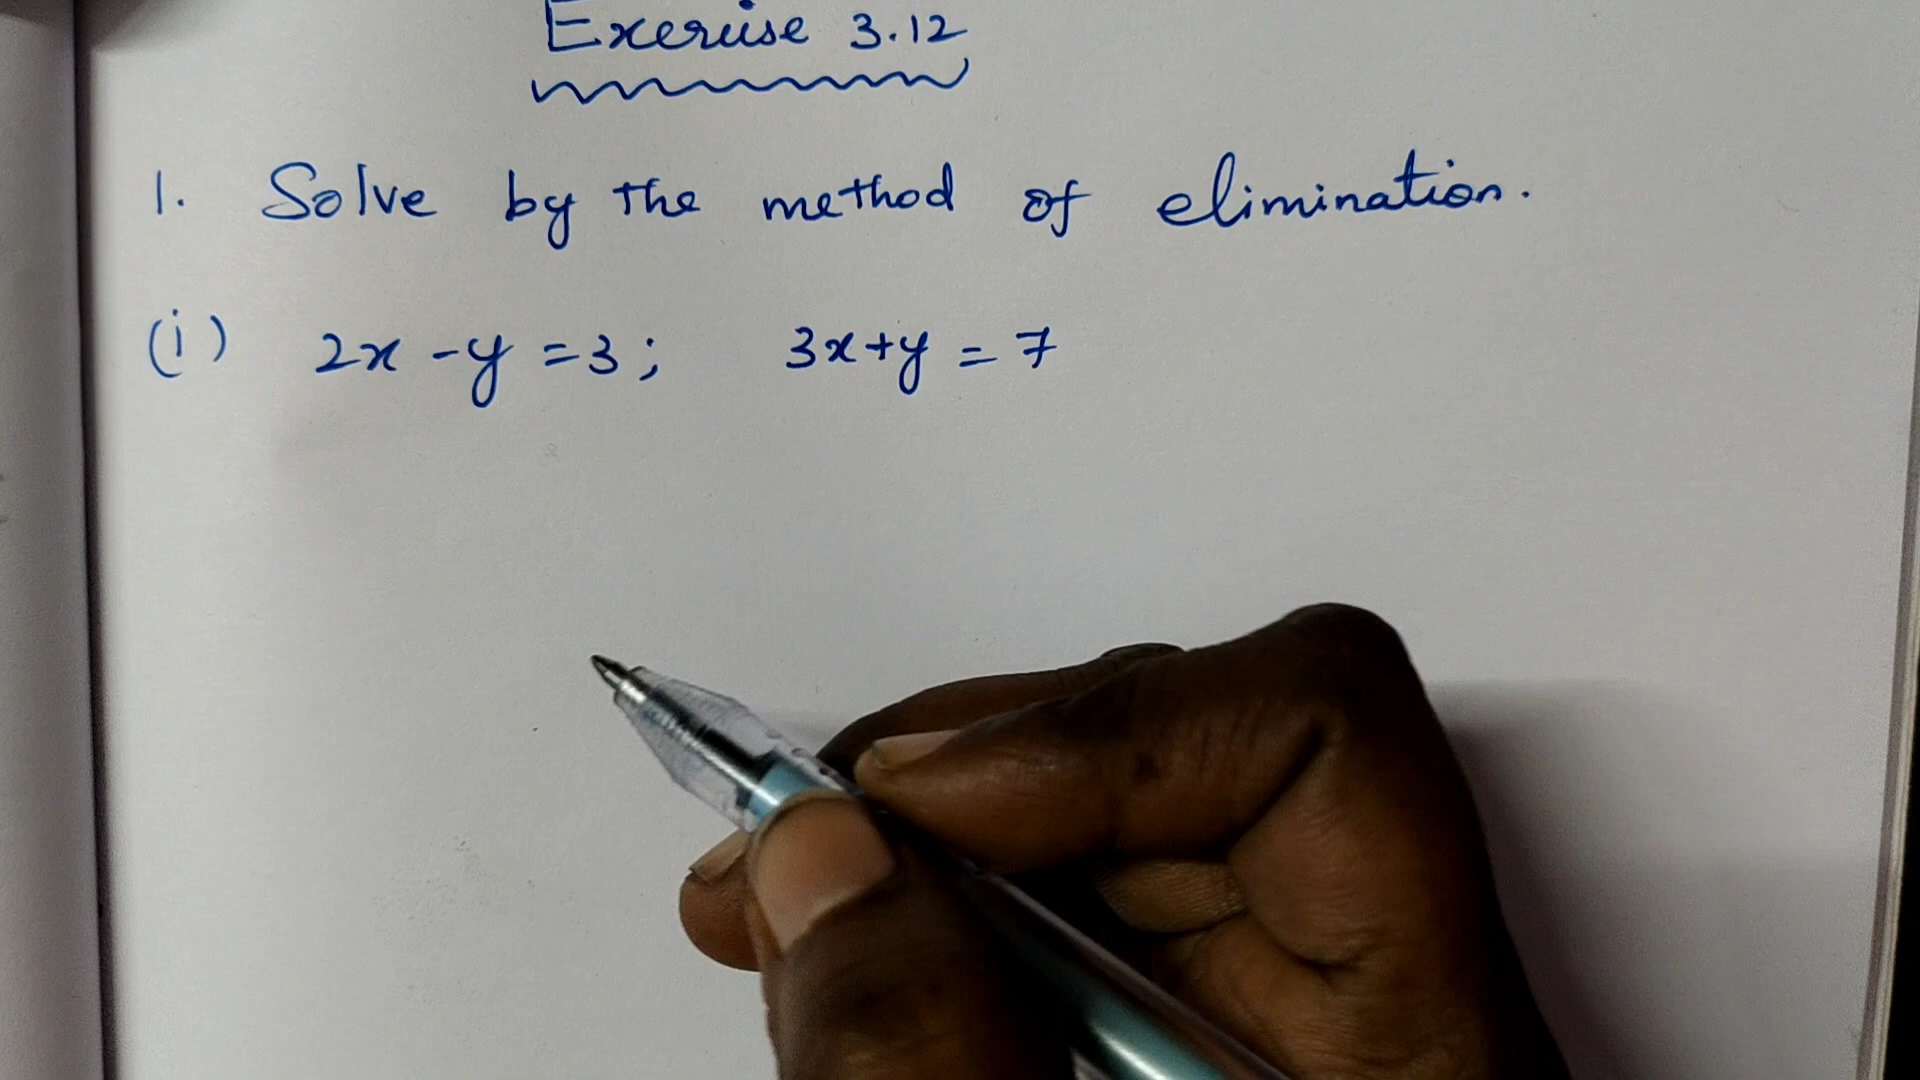 Exercise 3.12
1. Solve by the method of elimination.
(i) 2x - y = 3; 3x + y = 7